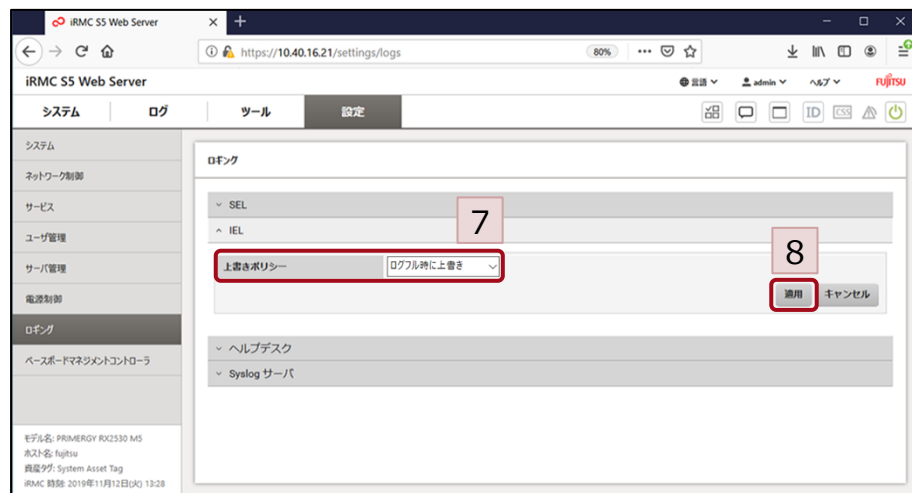 iRMC S5 Web Server
https://10.40.16.21/settings/logs
80%
iRMC S5 Web Server
言語
admin
ヘルプ
FUJITSU
システム
ログ
ツール
設定
ID
CSS
システム
ネットワーク制御
サービス
ユーザ管理
サーバ管理
電源制御
ロギング
ベースボードマネジメントコントローラ
ロギング
SEL
IEL
7
上書きポリシー
ログフル時に上書き
8
適用
キャンセル
ヘルプデスク
Syslog サーバ
モデル名: PRIMERGY RX2530 M5
ホスト名: fujitsu
資産タグ: System Asset Tag
iRMC 時刻: 2019年11月12日(火) 13:28